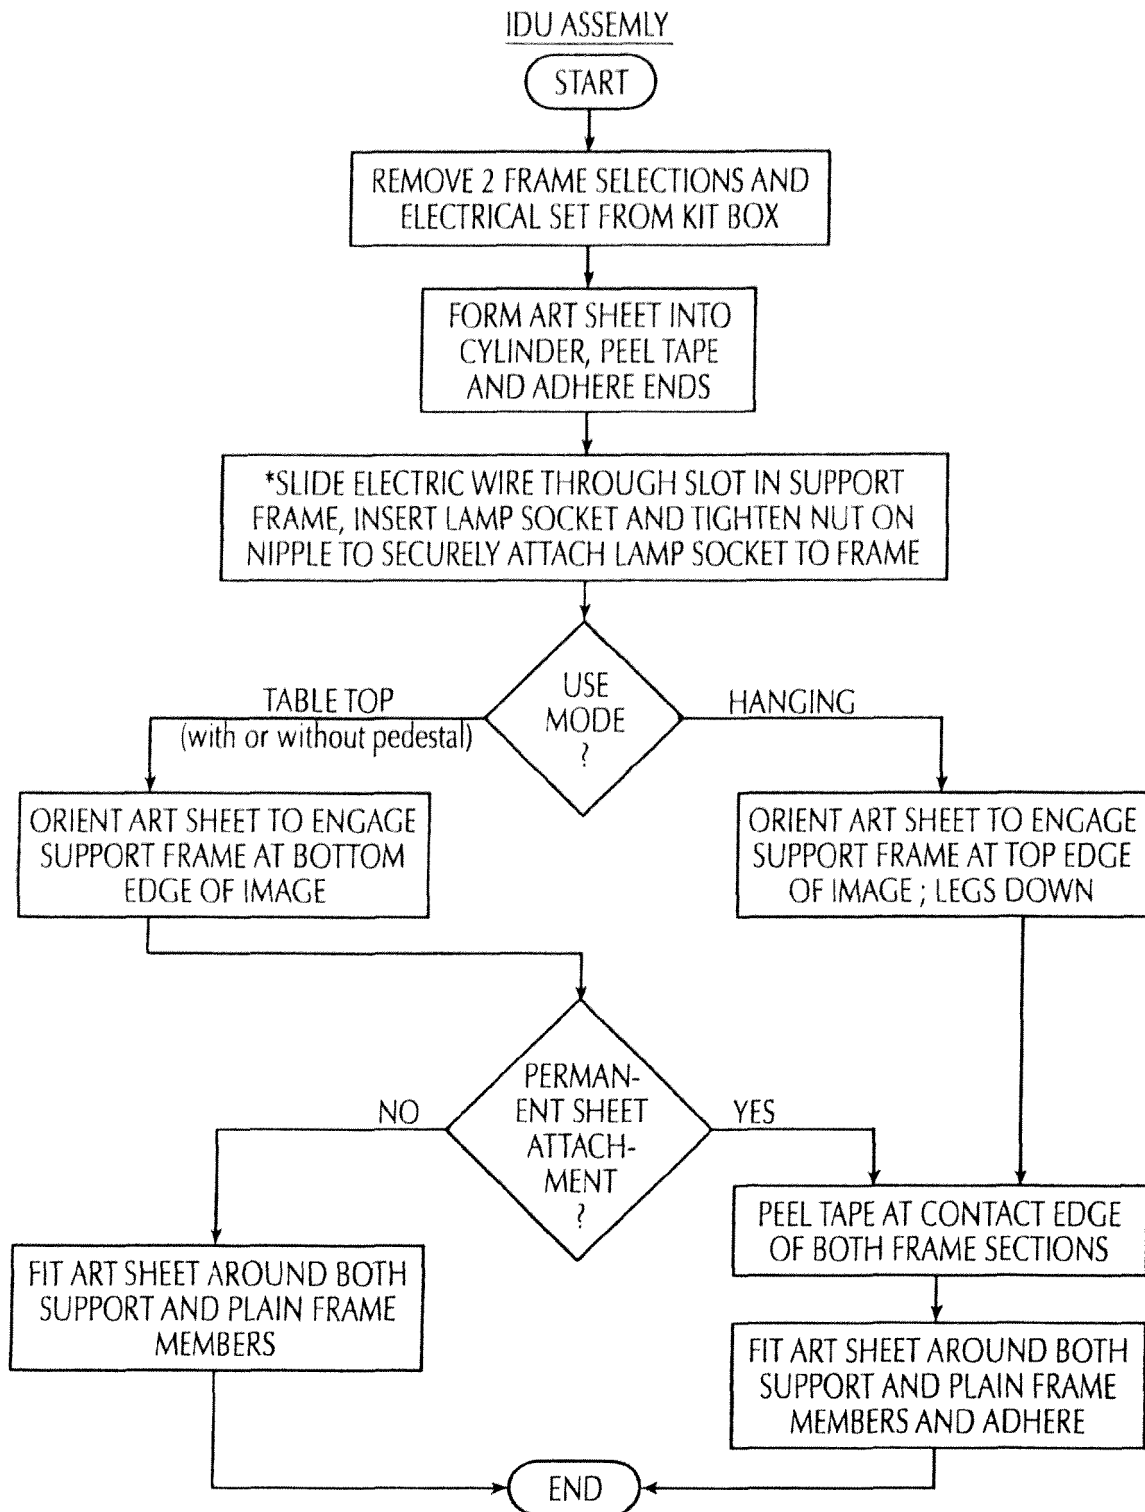 IDU ASSEMLY
START
REMOVE 2 FRAME SELECTIONS AND
ELECTRICAL SET FROM KIT BOX
FORM ART SHEET INTO
CYLINDER, PEEL TAPE
AND ADHERE ENDS
*SLIDE ELECTRIC WIRE THROUGH SLOT IN SUPPORT
FRAME, INSERT LAMP SOCKET AND TIGHTEN NUT ON
NIPPLE TO SECURELY ATTACH LAMP SOCKET TO FRAME
USE
MODE
?
TABLE TOP
(with or without pedestal)
HANGING
ORIENT ART SHEET TO ENGAGE
SUPPORT FRAME AT BOTTOM
EDGE OF IMAGE
ORIENT ART SHEET TO ENGAGE
SUPPORT FRAME AT TOP EDGE
OF IMAGE ; LEGS DOWN
PERMAN-
ENT SHEET
ATTACH-
MENT
?
NO
YES
PEEL TAPE AT CONTACT EDGE
OF BOTH FRAME SECTIONS
FIT ART SHEET AROUND BOTH
SUPPORT AND PLAIN FRAME
MEMBERS
FIT ART SHEET AROUND BOTH
SUPPORT AND PLAIN FRAME
MEMBERS AND ADHERE
END